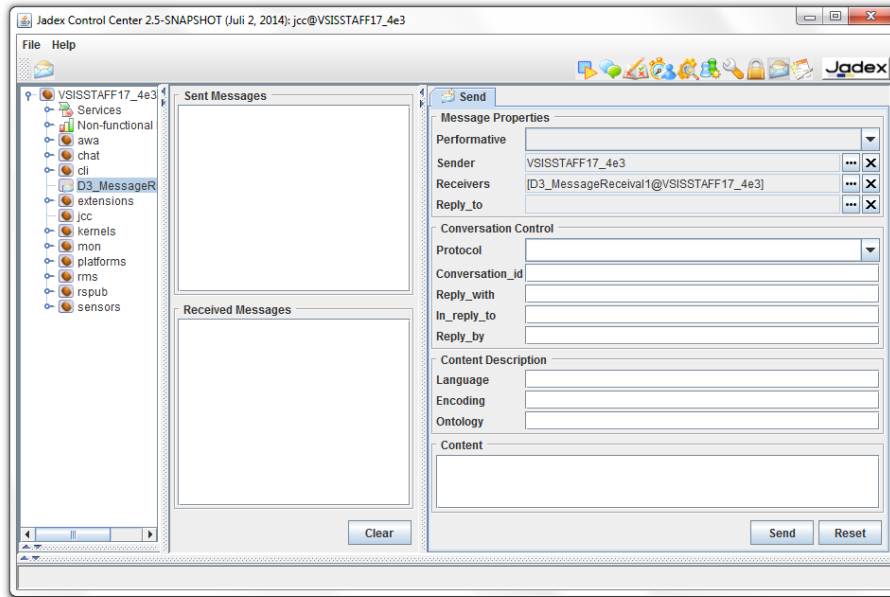 Jadex Control Center 2.5-SNAPSHOT (Juli 2, 2014): jcc@VSISSTAFF17_4e3
File Help
Jadex
VSISSTAFF17_4e3
Services
Non-functional
awa
chat
cli
D3_MessageR
extensions
jcc
kernels
mon
platforms
rms
rspub
sensors
Sent Messages
Received Messages
Clear
Send
Message Properties
Performative
Sender VSISSTAFF17_4e3
Receivers [D3_MessageReceival1@VSISSTAFF17_4e3]
Reply_to
Conversation Control
Protocol
Conversation_id
Reply_with
In_reply_to
Reply_by
Content Description
Language
Encoding
Ontology
Content
Send Reset